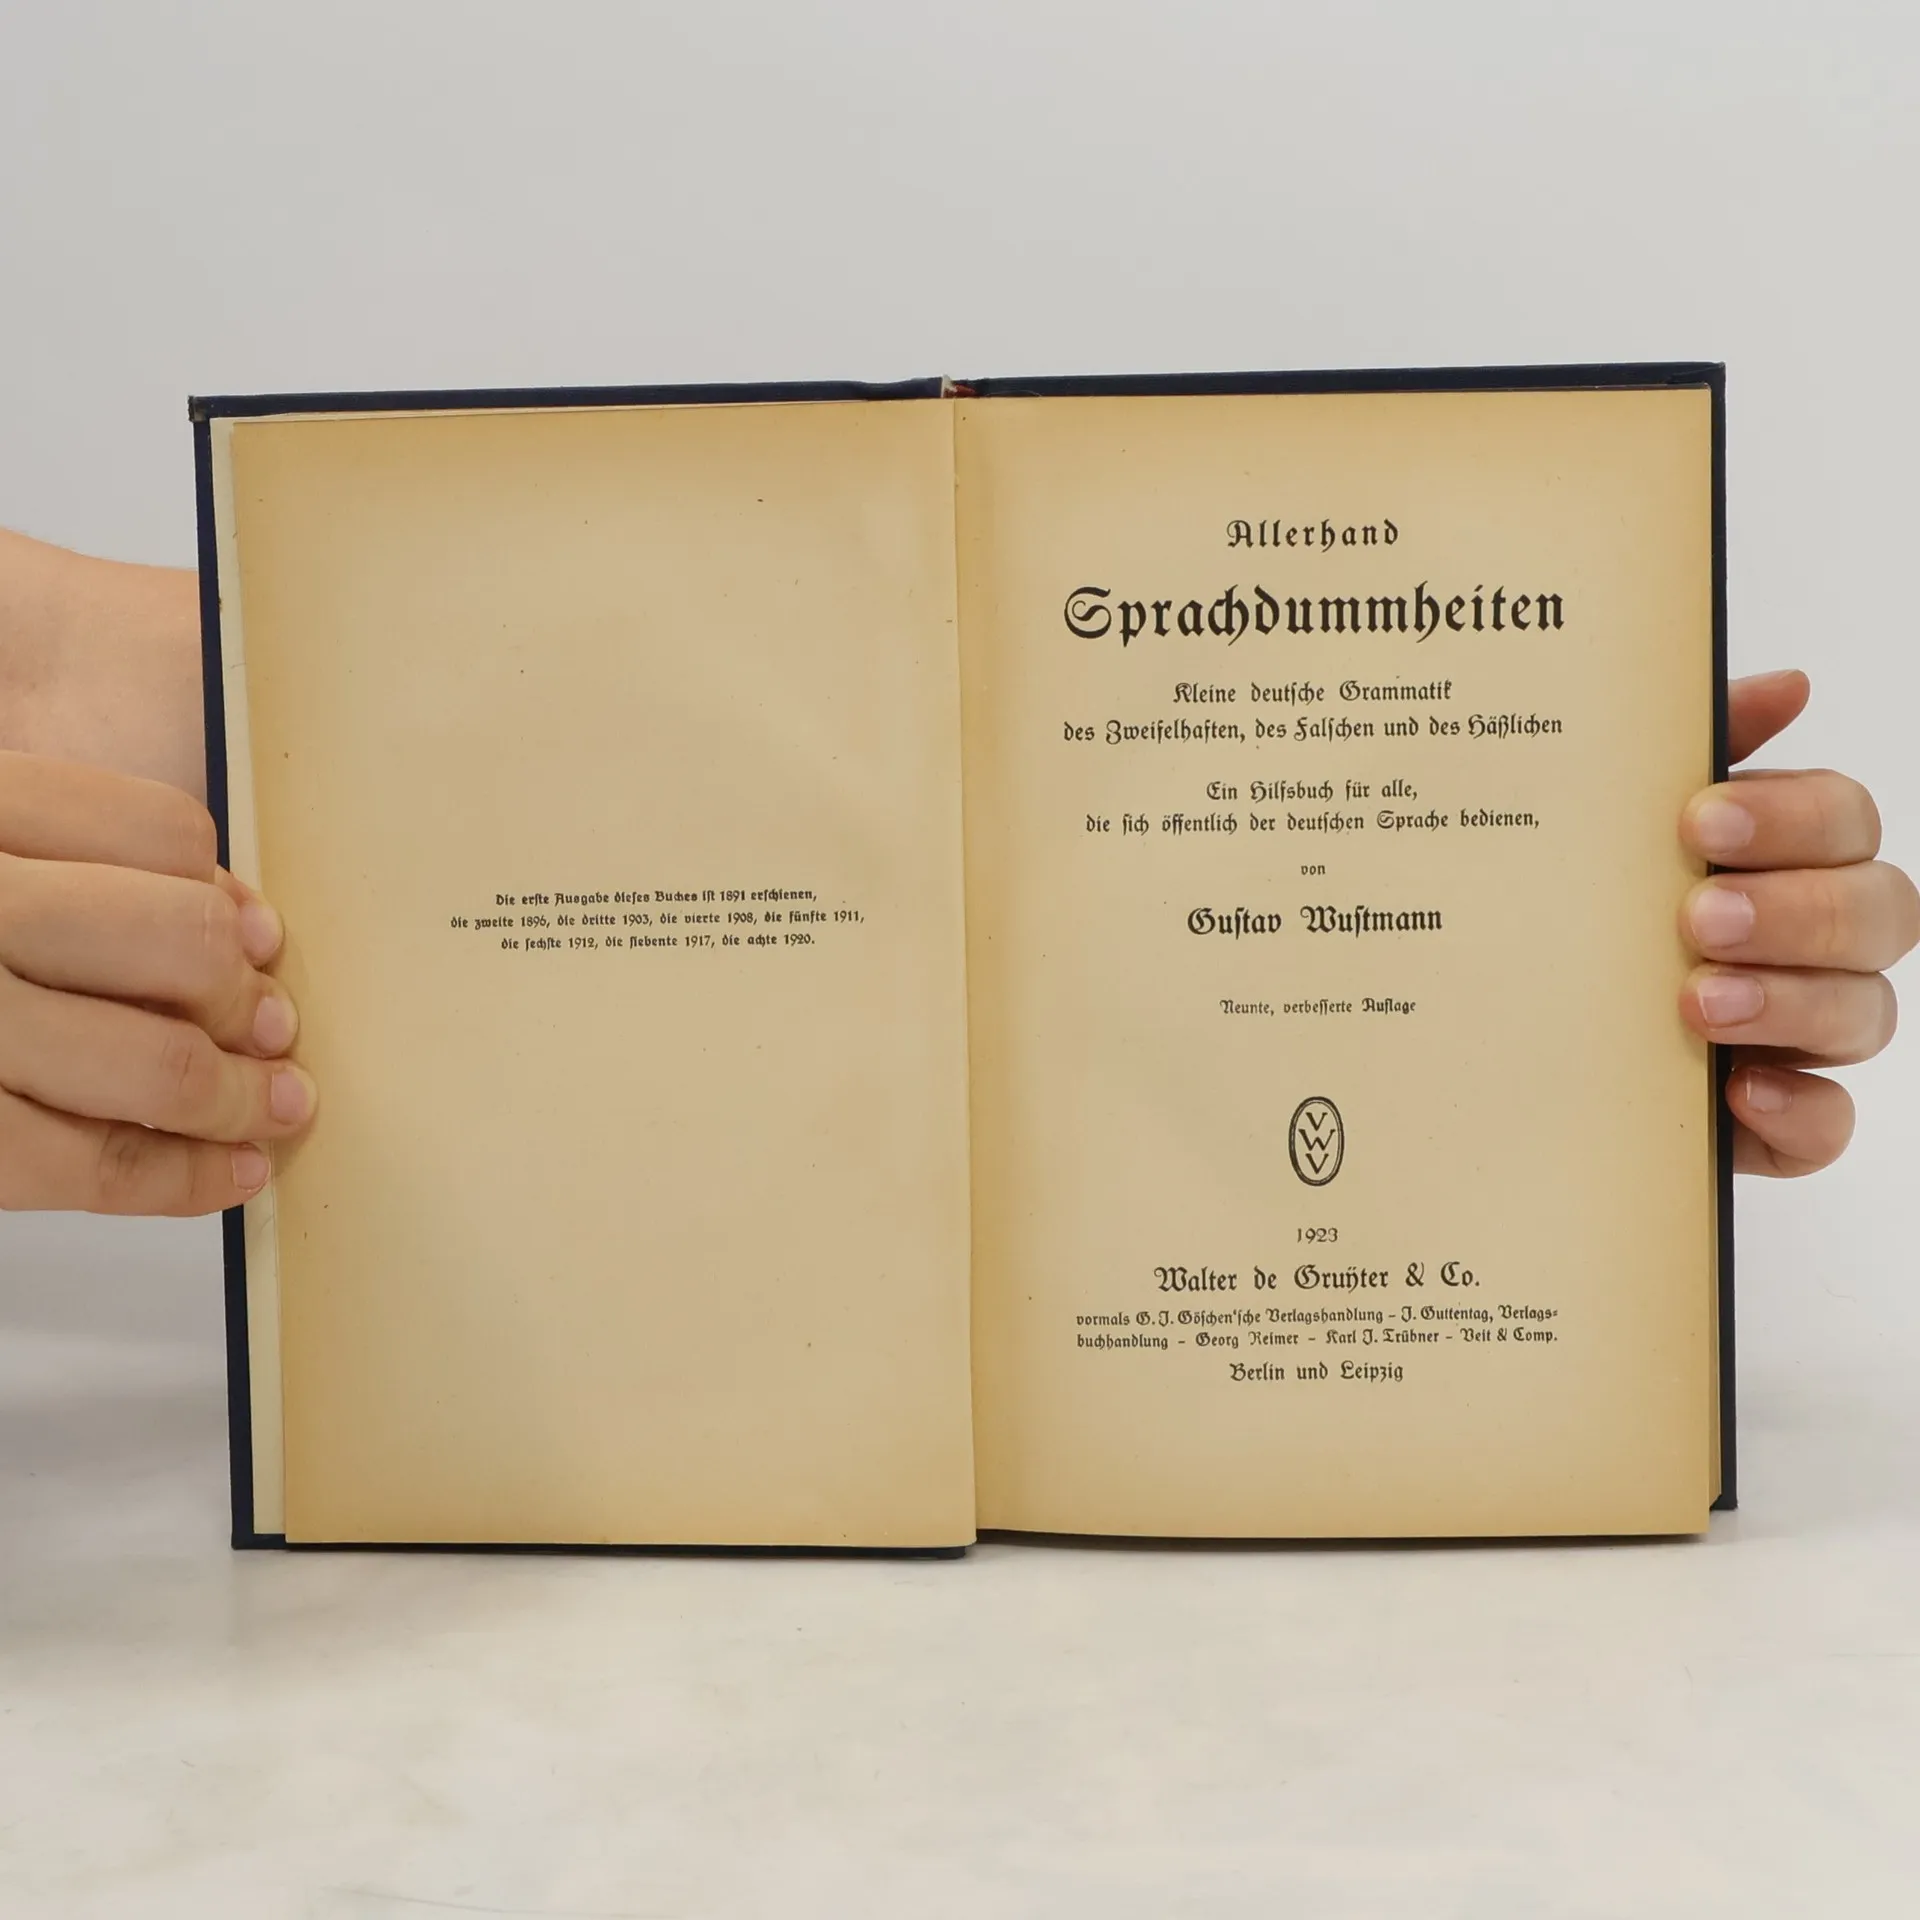 Die erſte Ausgabe dieſes Buches iſt 1891 erſchienen,
die zweite 1896, die dritte 1903, die vierte 1908, die fünfte 1911,
die ſechſte 1912, die ſiebente 1917, die achte 1920.
Allerhand
Sprachdummheiten
Kleine deutſche Grammatik
des Zweifelhaften, des Falſchen und des Häßlichen
Ein Hilfsbuch für alle,
die ſich öffentlich der deutſchen Sprache bedienen,
von
Guſtav Wuſtmann
Neunte, verbeſſerte Auflage
V
W
V
1923
Walter de Gruÿter & Co.
vormals G. J. Göſchen'ſche Verlagshandlung – J. Guttentag, Verlags-
buchhandlung – Georg Reimer – Karl J. Trübner – Veit & Comp.
Berlin und Leipzig